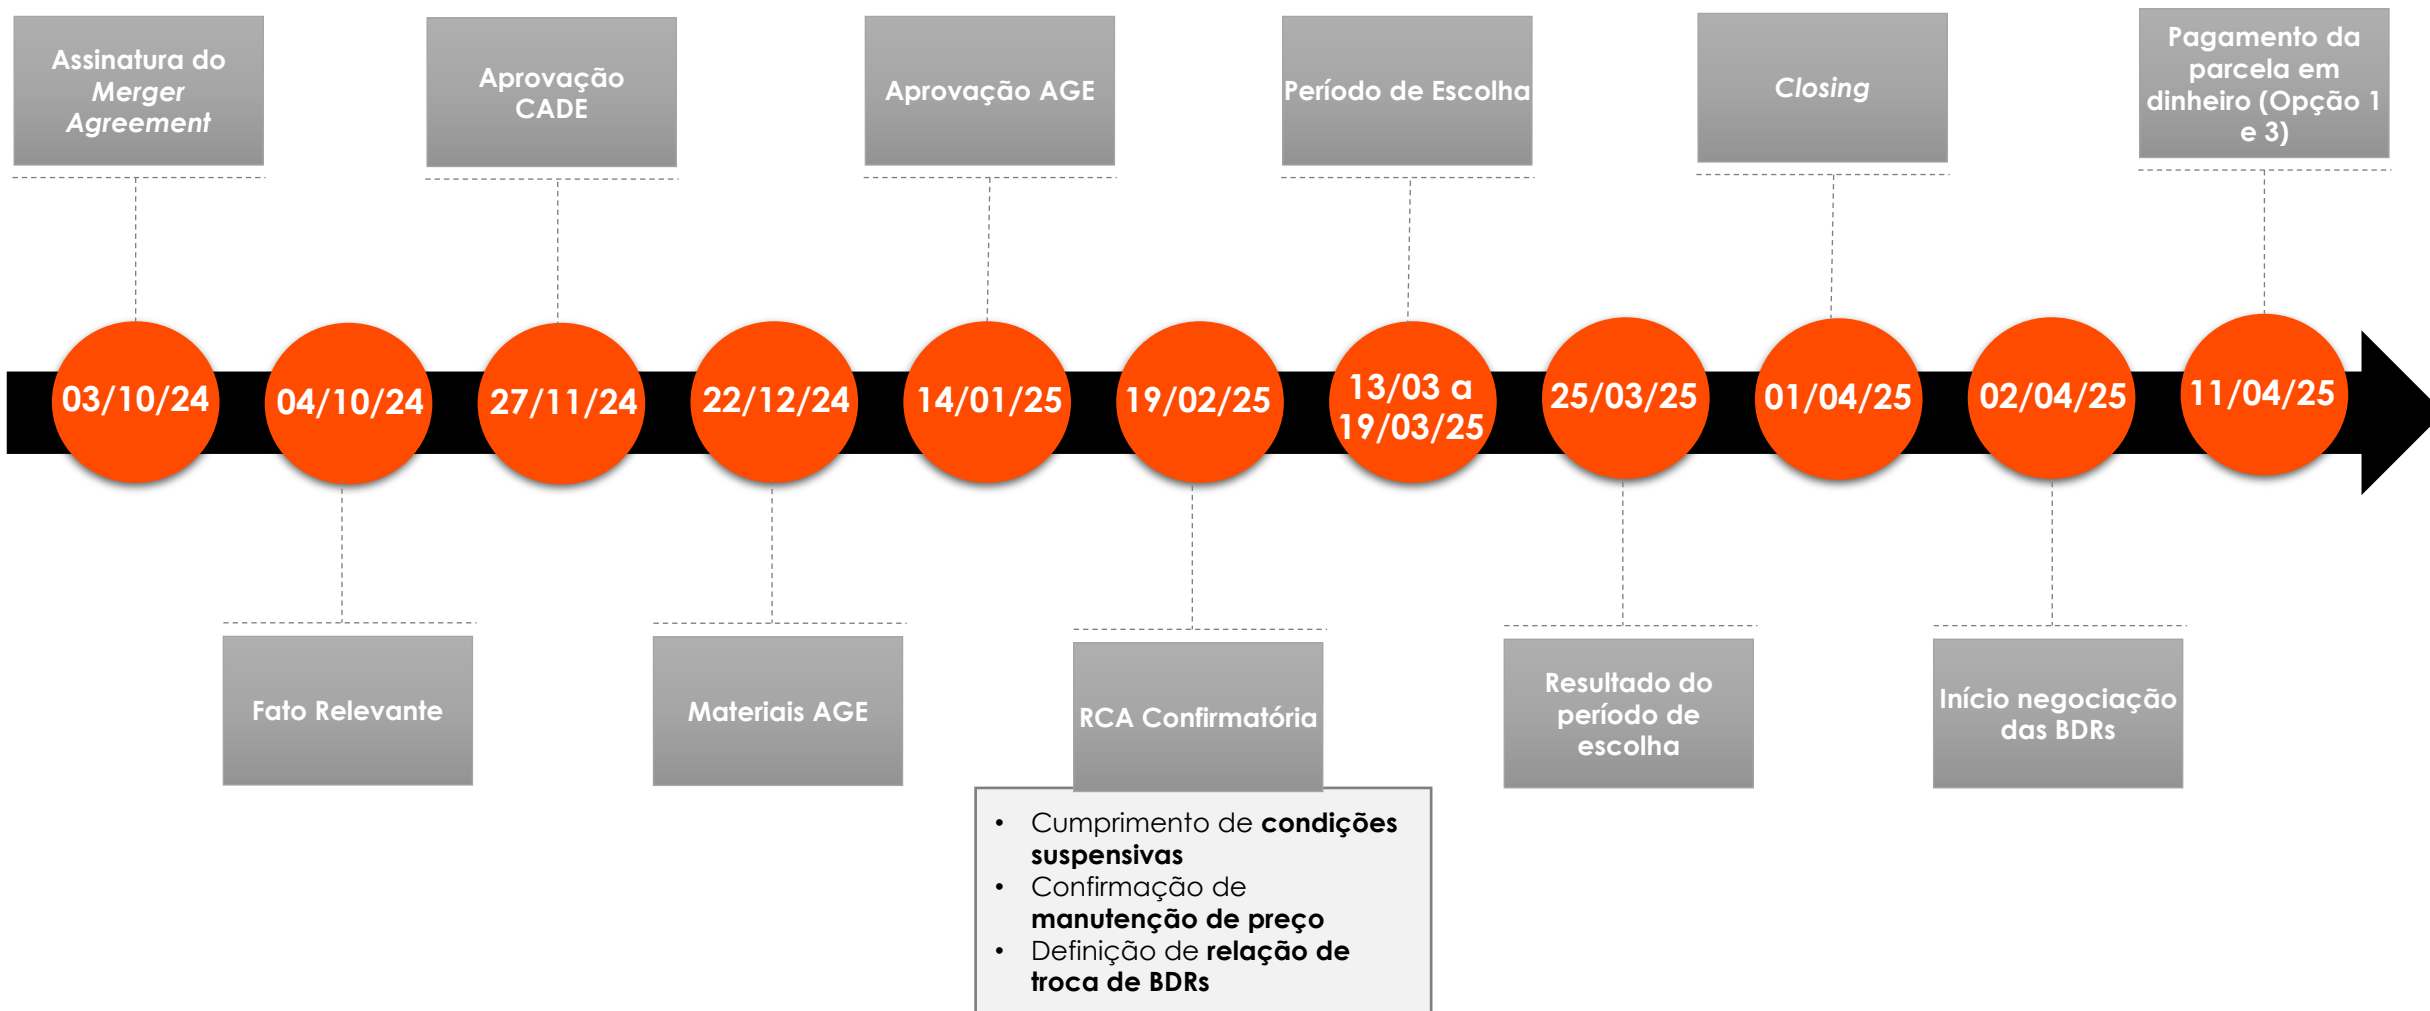 Assinatura do
Merger
Agreement
Aprovação
CADE
Aprovação AGE
Período de Escolha
Closing
Pagamento da
parcela em
dinheiro (Opção 1
e 3)
03/10/24
04/10/24
27/11/24
22/12/24
14/01/25
19/02/25
13/03 a
19/03/25
25/03/25
01/04/25
02/04/25
11/04/25
Fato Relevante
Materiais AGE
RCA Confirmatória
Resultado do
período de
escolha
Início negociação
das BDRs
• Cumprimento de condições
suspensivas
• Confirmação de
manutenção de preço
• Definição de relação de
troca de BDRs